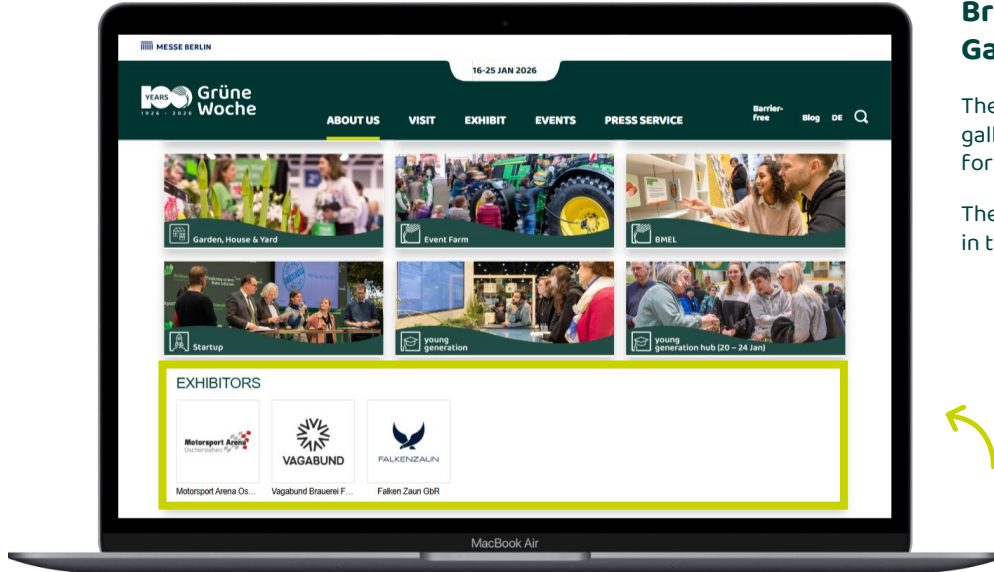 MESSE BERLIN
16-25 JAN 2026
YEARS
100
1926 - 2026
Grüne
Woche
ABOUT US VISIT EXHIBIT EVENTS PRESS SERVICE
Barrier-
free
Blog DE
Garden, House & Yard
Event Farm
BMEL
Startup
young
generation
young
generation hub (20 – 24 Jan)
EXHIBITORS
Motorsport Arena
Oschersleben
VAGABUND
FALKENZAUN
Motorsport Arena Os...
Vagabund Brauerei F...
Falken Zaun GbR
MacBook Air
Br
Ga
The
gall
for
The
in t